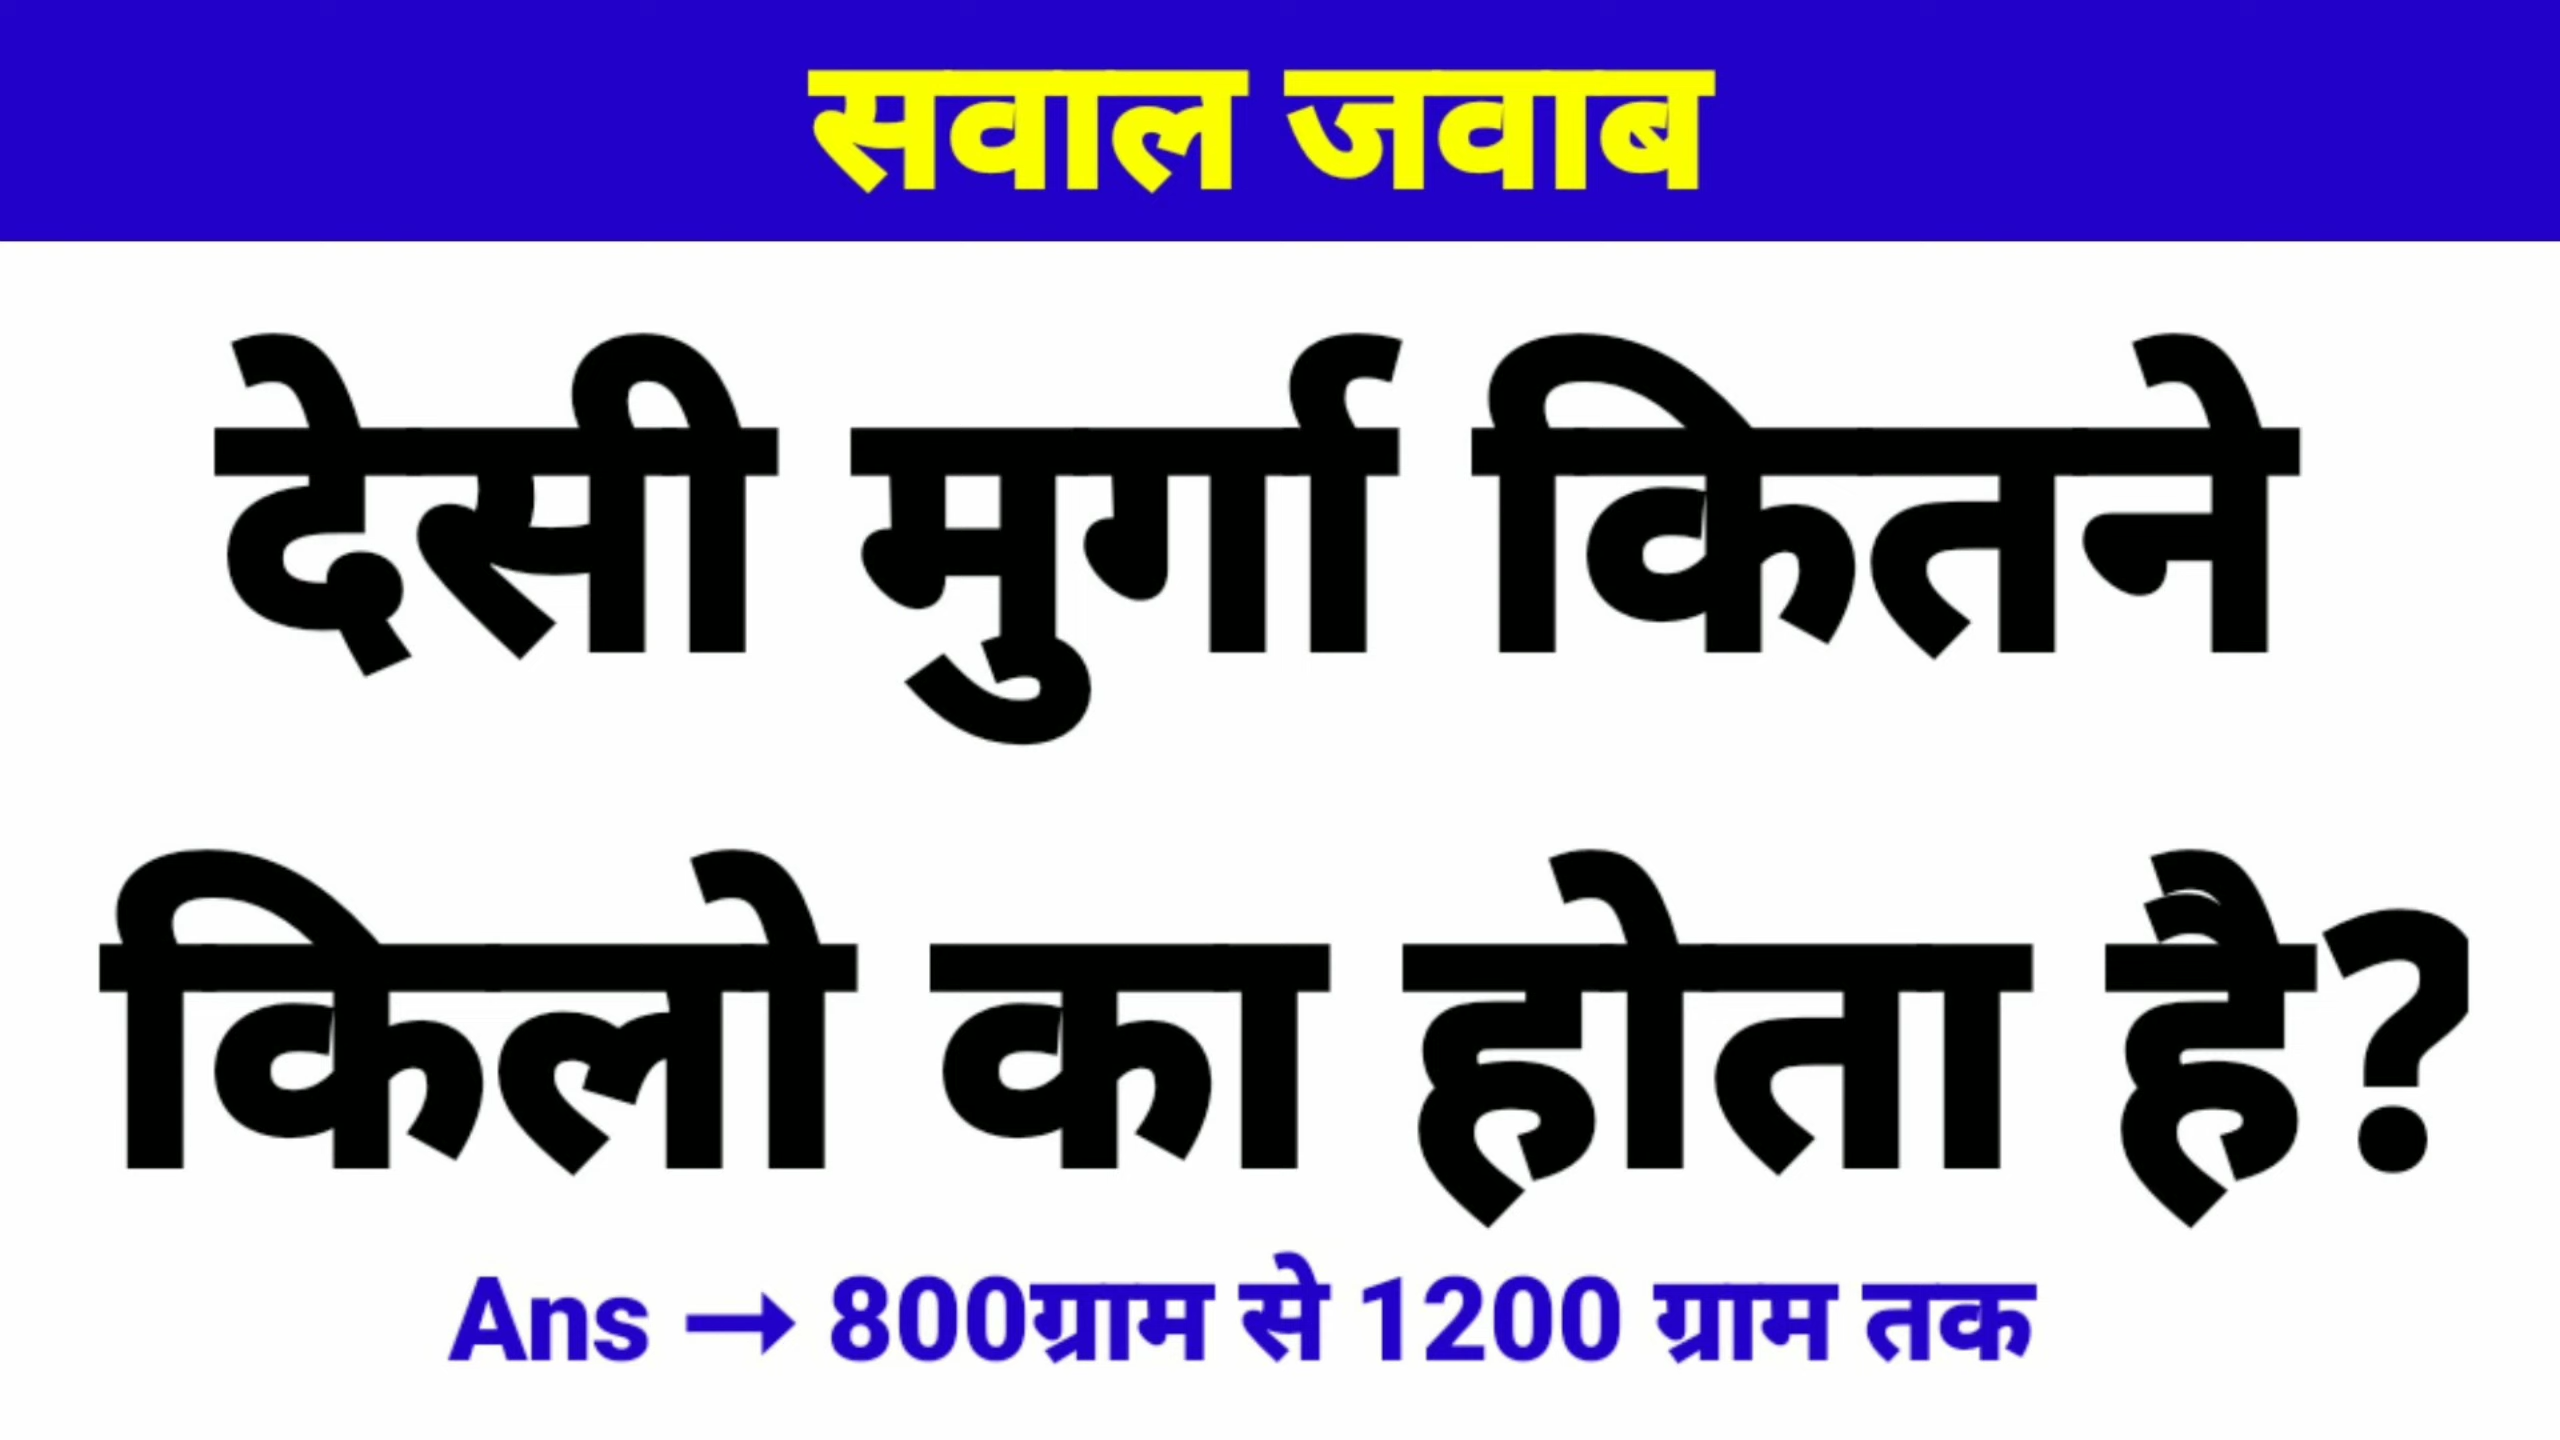 सवाल जवाब
देसी मुर्गा कितने
किलो का होता है?
Ans → 800ग्राम से 1200 ग्राम तक